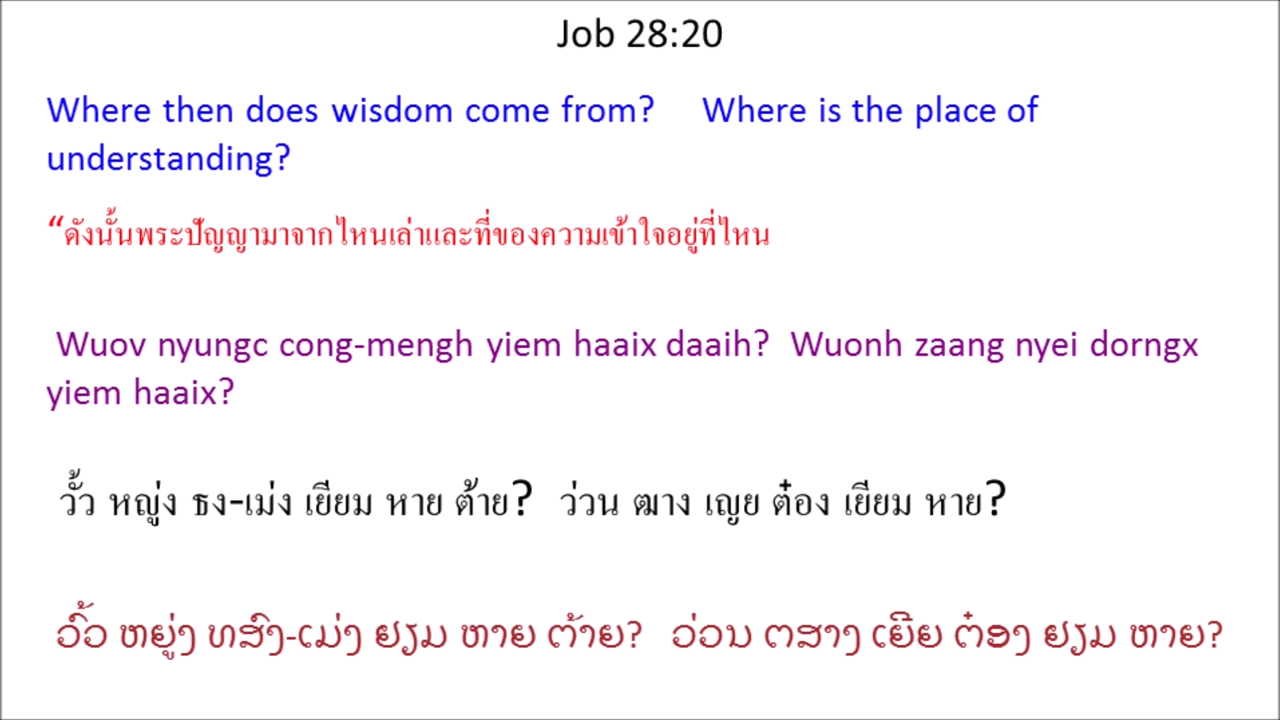 Job 28:20
Where then does wisdom come from? Where is the place of
understanding?
“ดังนั้นพระปัญญามาจากไหนเล่าและที่ของความเข้าใจอยู่ที่ไหน
Wuov nyungc cong-mengh yiem haaix daaih? Wuonh zaang nyei dorngx
yiem haaix?
วั้ว หญู่ง ธง-เม่ง เยียม หาย ต้าย? ว่วน ฒาง เญย ต๋อง เยียม หาย?
ວົ້ວ ຫຍູ່ງ ທສົງ-ເມ່ງ ຢຽມ ຫາຍ ຕ້າຍ? ວ່ວນ ຕສາງ ເຍີຍ ຕ໋ອງ ຢຽມ ຫາຍ?